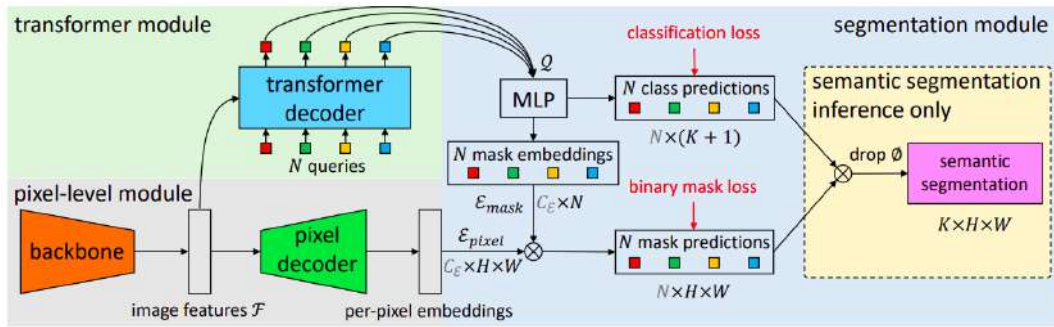 transformer module
segmentation module
classification loss
𝒬
transformer
decoder
MLP
N class predictions
N×(K + 1)
semantic segmentation
inference only
N queries
N mask embeddings
drop ∅
semantic
segmentation
K×H×W
pixel-level module
binary mask loss
ℰmask
Cℰ×N
backbone
pixel
decoder
ℰpixel
Cℰ×H×W
N mask predictions
N×H×W
image features ℱ
per-pixel embeddings